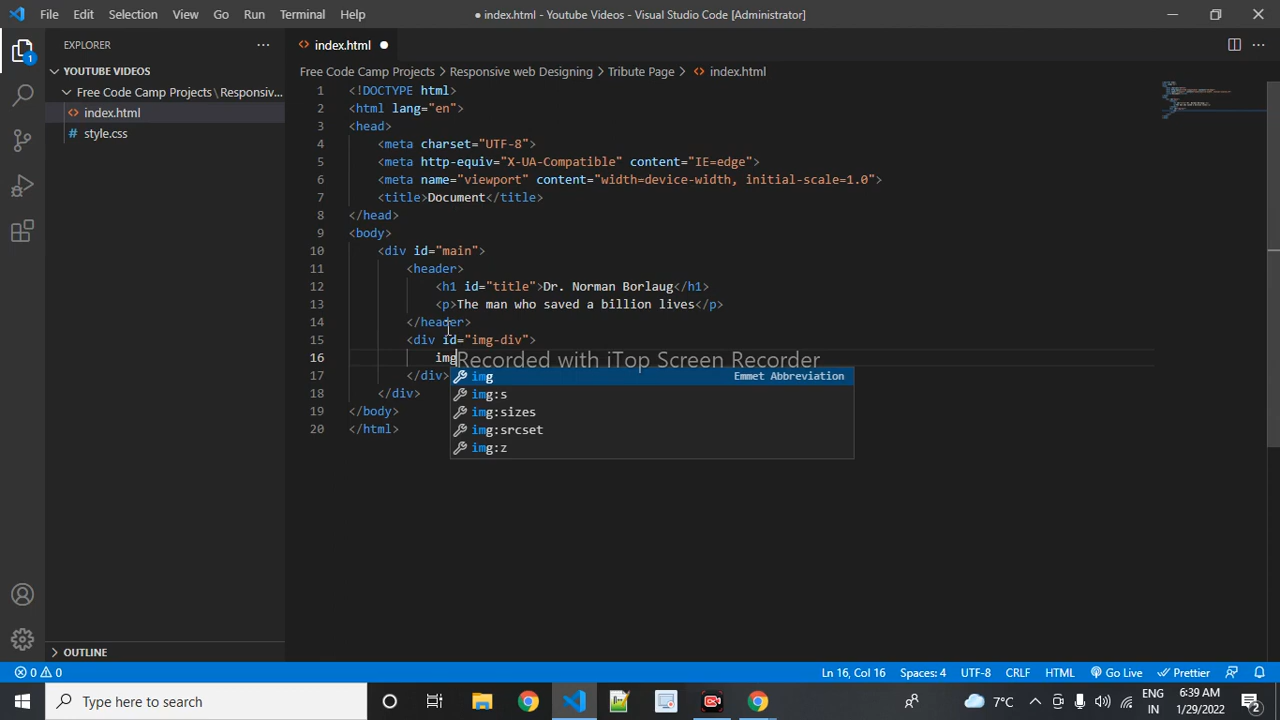 File Edit Selection View Go Run Terminal Help
● index.html - Youtube Videos - Visual Studio Code [Administrator]
EXPLORER
index.html
YOUTUBE VIDEOS
Free Code Camp Projects > Responsive web Designing > Tribute Page > index.html
Free Code Camp Projects \ Responsiv...
index.html
style.css
1 <!DOCTYPE html>
2 <html lang="en">
3 <head>
4 <meta charset="UTF-8">
5 <meta http-equiv="X-UA-Compatible" content="IE=edge">
6 <meta name="viewport" content="width=device-width, initial-scale=1.0">
7 <title>Document</title>
8 </head>
9 <body>
10 <div id="main">
11 <header>
12 <h1 id="title">Dr. Norman Borlaug</h1>
13 <p>The man who saved a billion lives</p>
14 </header>
15 <div id="img-div">
16 img
Recorded with iTop Screen Recorder
17 </div>
18 </div>
19 </body>
20 </html>
img Emmet Abbreviation
img:s
img:sizes
img:srcset
img:z
1
OUTLINE
0 0
Ln 16, Col 16 Spaces: 4 UTF-8 CRLF HTML Go Live Prettier
Type here to search
7°C
ENG
IN
6:39 AM
1/29/2022
2